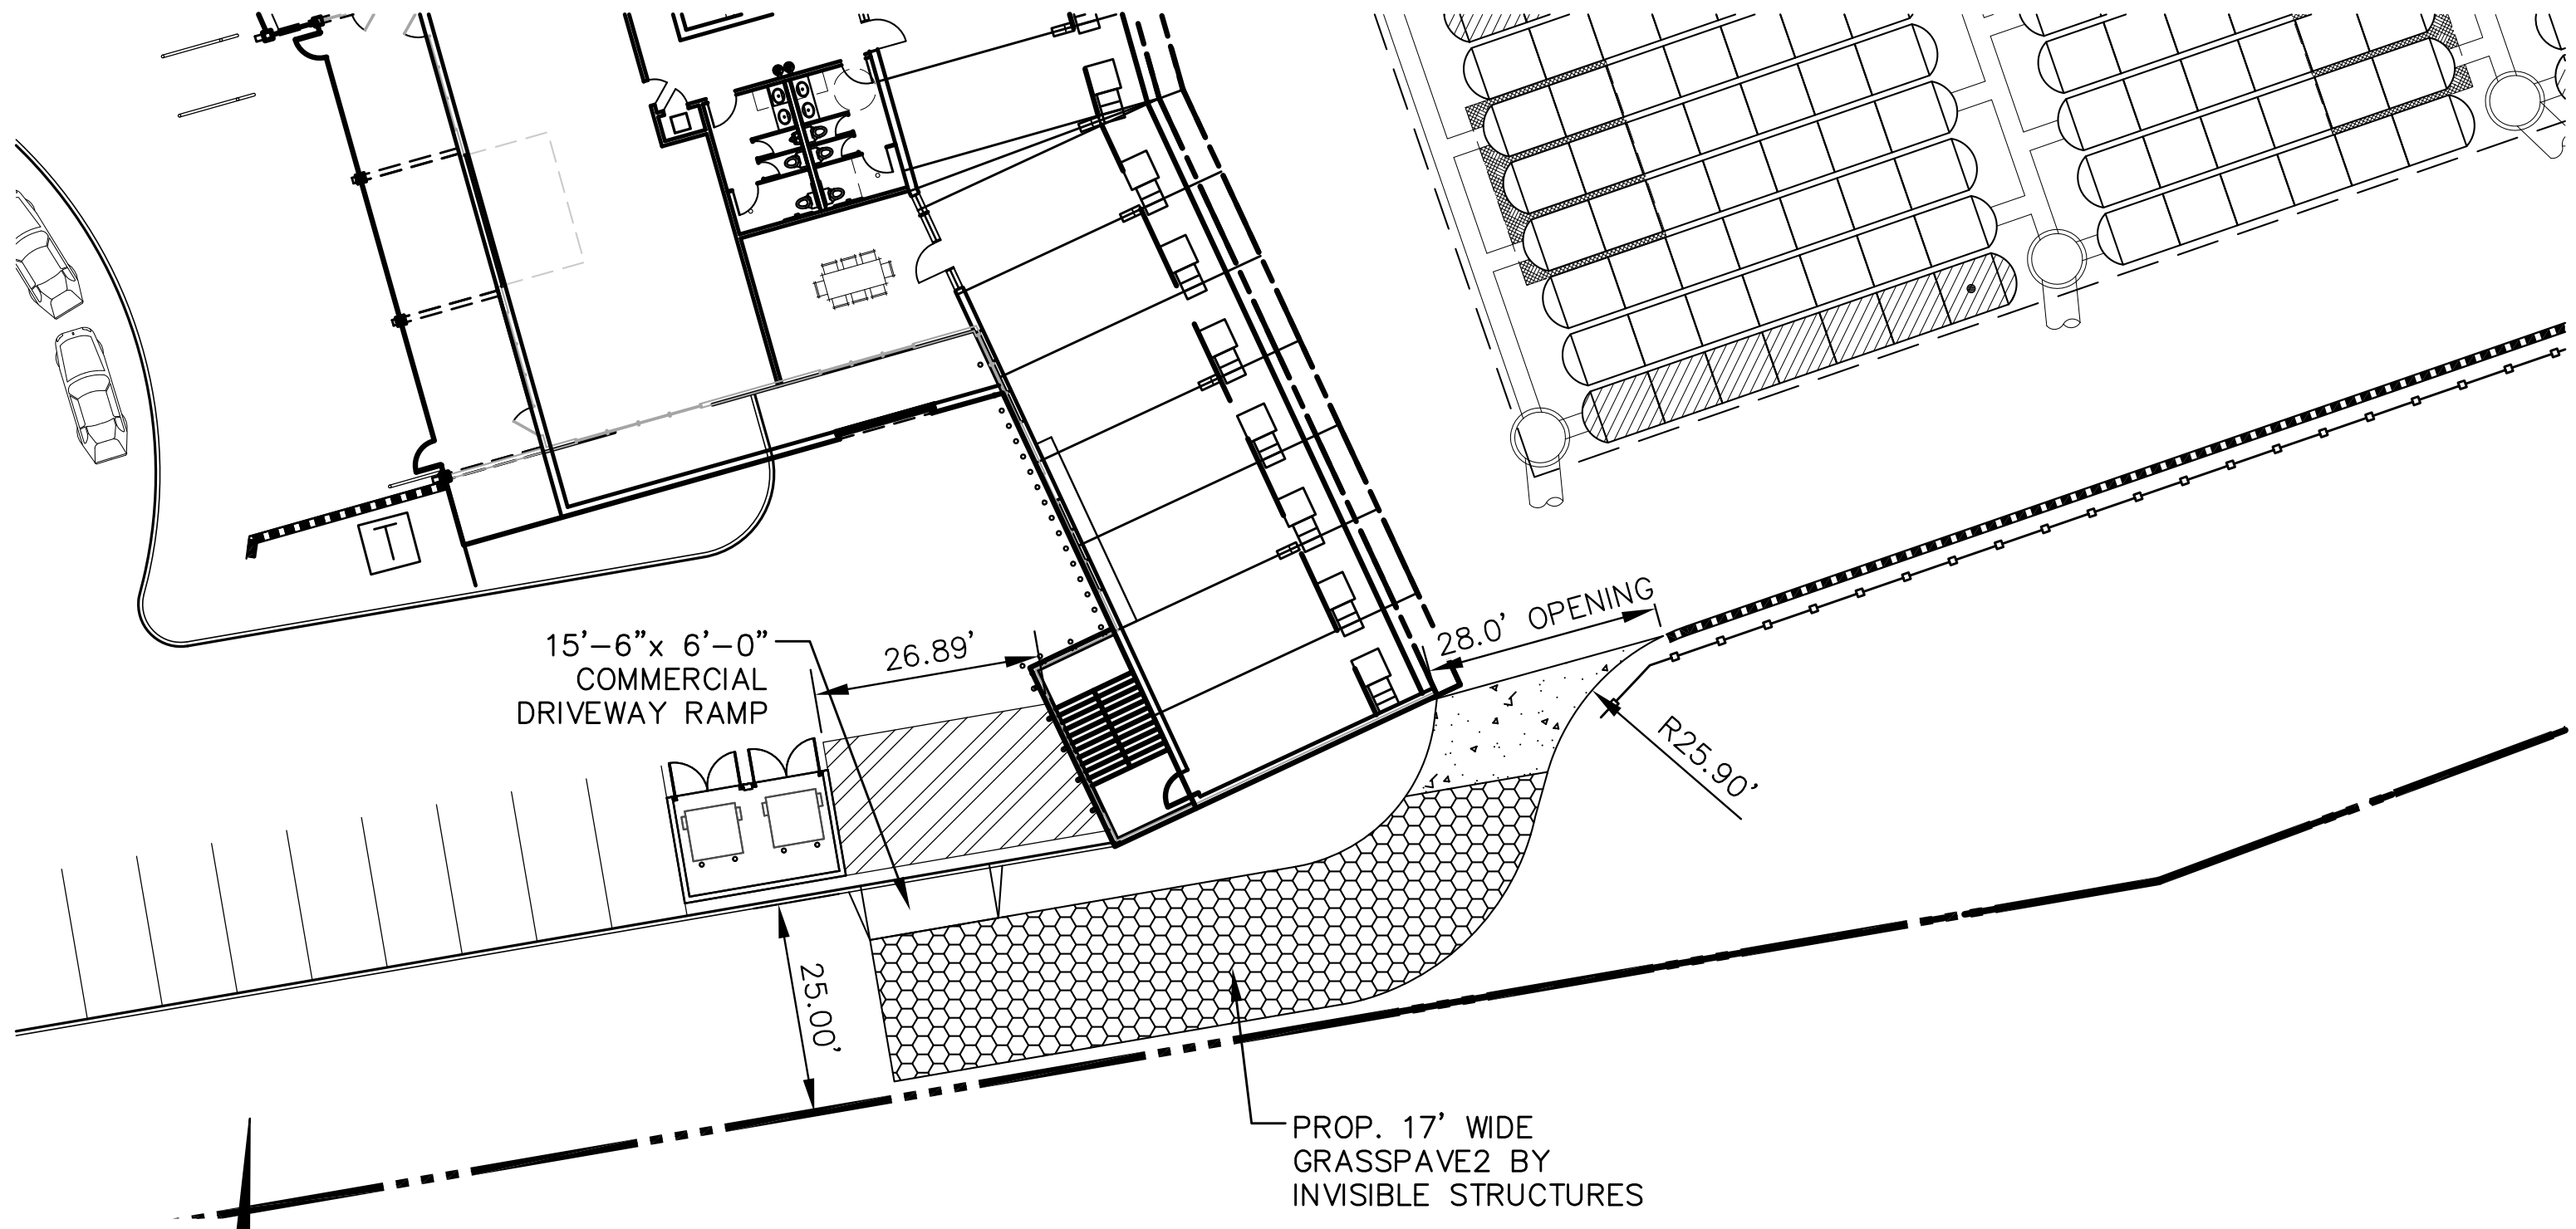 28.0' OPENING
15'-6"x 6'-0"
COMMERCIAL
DRIVEWAY RAMP
26.89'
R25.90'
25.00'
PROP. 17' WIDE
GRASSPAVE2 BY
INVISIBLE STRUCTURES
T